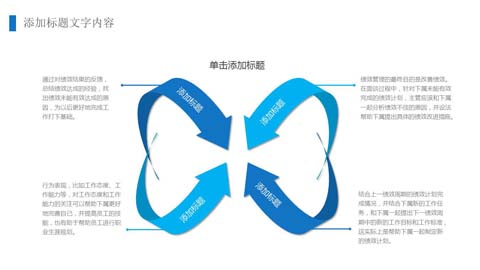 添加标题文字内容
单击添加标题
通过对绩效结果的反馈，
总结绩效达成的经验，找
出绩效未能有效达成的原
因，为以后更好地完成工
作打下基础。
添加标题
添加标题
绩效管理的最终目的是改善绩效。
在面谈过程中，针对下属未能有效
完成的绩效计划，主管应该和下属
一起分析绩效不佳的原因，并设法
帮助下属提出具体的绩效改进措施。
行为表现，比如工作态度、工
作能力等，对工作态度和工作
能力的关注可以帮助下属更好
地完善自己，并提高员工的技
能，也有助于帮助员工进行职
业生涯规划。
添加标题
添加标题
结合上一绩效周期的绩效计划完
成情况，并结合下属新的工作任
务，和下属一起提出下一绩效周
期中的新的工作目标和工作标准，
这实际上是帮助下属一起制定新
的绩效计划。